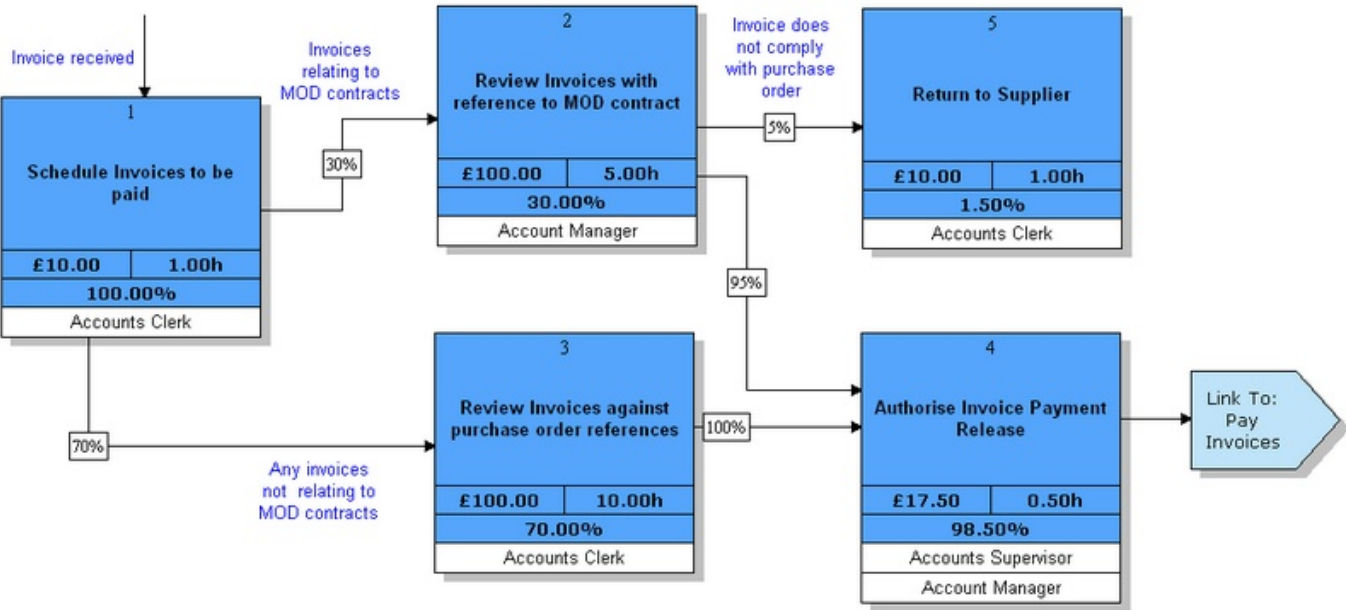 Invoice received
1
Schedule Invoices to be
paid
£10.00 1.00h
100.00%
Accounts Clerk
Invoices
relating to
MOD contracts
30%
2
Review Invoices with
reference to MOD contract
£100.00 5.00h
30.00%
Account Manager
Invoice does
not comply
with purchase
order
5%
5
Return to Supplier
£10.00 1.00h
1.50%
Accounts Clerk
95%
70%
Any invoices
not relating to
MOD contracts
3
Review Invoices against
purchase order references
£100.00 10.00h
70.00%
Accounts Clerk
100%
4
Authorise Invoice Payment
Release
£17.50 0.50h
98.50%
Accounts Supervisor
Account Manager
Link To:
Pay
Invoices